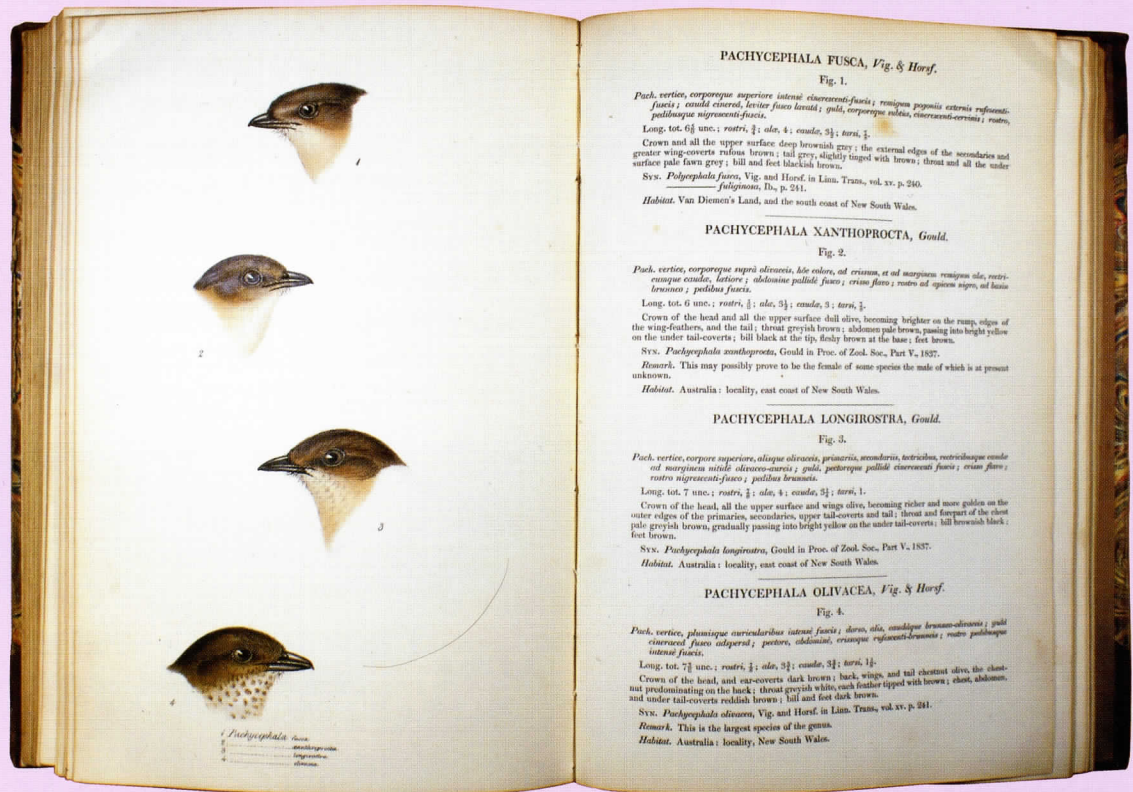 1
2
3
4
1 Pachycephala fusca.
2 xanthoprocta.
3 longirostra.
4 olivacea.
PACHYCEPHALA FUSCA, Vig. & Horsf.
Fig. 1.
Pach. vertice, corporeque superiore intensè cinerescenti-fuscis; remigum pogoniis externis rufescenti-
fuscis; caudâ cinereâ, leviter fusco lavatâ; gulâ, corporeque subtùs, cinerescenti-cervinis; rostro,
pedibusque nigrescenti-fuscis.
Long. tot. 6⅞ unc.; rostri, ¾; alæ, 4; caudæ, 3½; tarsi, ⅞.
Crown and all the upper surface deep brownish grey; the external edges of the secondaries and
greater wing-coverts rufous brown; tail grey, slightly tinged with brown; throat and all the under
surface pale fawn grey; bill and feet blackish brown.
SYN. Polycephala fusca, Vig. and Horsf. in Linn. Trans., vol. xv. p. 240.
——— fuliginosa, Ib., p. 241.
Habitat. Van Diemen's Land, and the south coast of New South Wales.
PACHYCEPHALA XANTHOPROCTA, Gould.
Fig. 2.
Pach. vertice, corporeque suprà olivaceis, hôc colore, ad crissum, et ad marginem remigum alæ, rectri-
cumque caudæ, lætiore; abdomine pallidè fusco; crisso flavo; rostro ad apicem nigro, ad basin
brunneo; pedibus fuscis.
Long. tot. 6 unc.; rostri, alæ, 3½; caudæ, 3; tarsi,
Crown of the head and all the upper surface dull olive, becoming brighter on the rump, edges of
the wing-feathers, and the tail; throat greyish brown; abdomen pale brown, passing into bright yellow
on the under tail-coverts; bill black at the tip, fleshy brown at the base; feet brown.
SYN. Pachycephala xanthoprocta, Gould in Proc. of Zool. Soc., Part V., 1837.
Remark. This may possibly prove to be the female of some species the male of which is at present
unknown.
Habitat. Australia: locality, east coast of New South Wales.
PACHYCEPHALA LONGIROSTRA, Gould.
Fig. 3.
Pach. vertice, corpore superiore, alisque olivaceis, primariis, secondariis, tectricibus, rectricibusque caudæ
ad marginem nitidè olivaceo-aureis; gulâ, pectoreque pallidè cinerescenti fuscis; crisso flavo;
rostro nigrescenti-fusco; pedibus brunneis.
Long. tot. 7 unc.; rostri, ⅞; alæ, 4; caudæ, 3¼; tarsi, 1.
Crown of the head, all the upper surface and wings olive, becoming richer and more golden on the
outer edges of the primaries, secondaries, upper tail-coverts and tail; throat and forepart of the chest
pale greyish brown, gradually passing into bright yellow on the under tail-coverts; bill brownish black;
feet brown.
SYN. Pachycephala longirostra, Gould in Proc. of Zool. Soc., Part V., 1837.
Habitat. Australia: locality, east coast of New South Wales.
PACHYCEPHALA OLIVACEA, Vig. & Horsf.
Fig. 4.
Pach. vertice, plumisque auricularibus intensè fuscis; dorso, alis, caudâque brunneo-olivaceis; gulâ
cineraceâ fusco adspersâ; pectore, abdominé, crissoque rufescenti-brunneis; rostro pedibusque
intensè fuscis.
Long. tot. 7⅞ unc.; rostri, ⅞; alæ, 3¾; caudæ, 3¾; tarsi, 1¼.
Crown of the head, and ear-coverts dark brown; back, wings, and tail chestnut olive, the chest-
nut predominating on the back; throat greyish white, each feather tipped with brown; chest, abdomen,
and under tail-coverts reddish brown; bill and feet dark brown.
SYN. Pachycephala olivacea, Vig. and Horsf. in Linn. Trans., vol. xv. p. 241.
Remark. This is the largest species of the genus.
Habitat. Australia: locality, New South Wales.